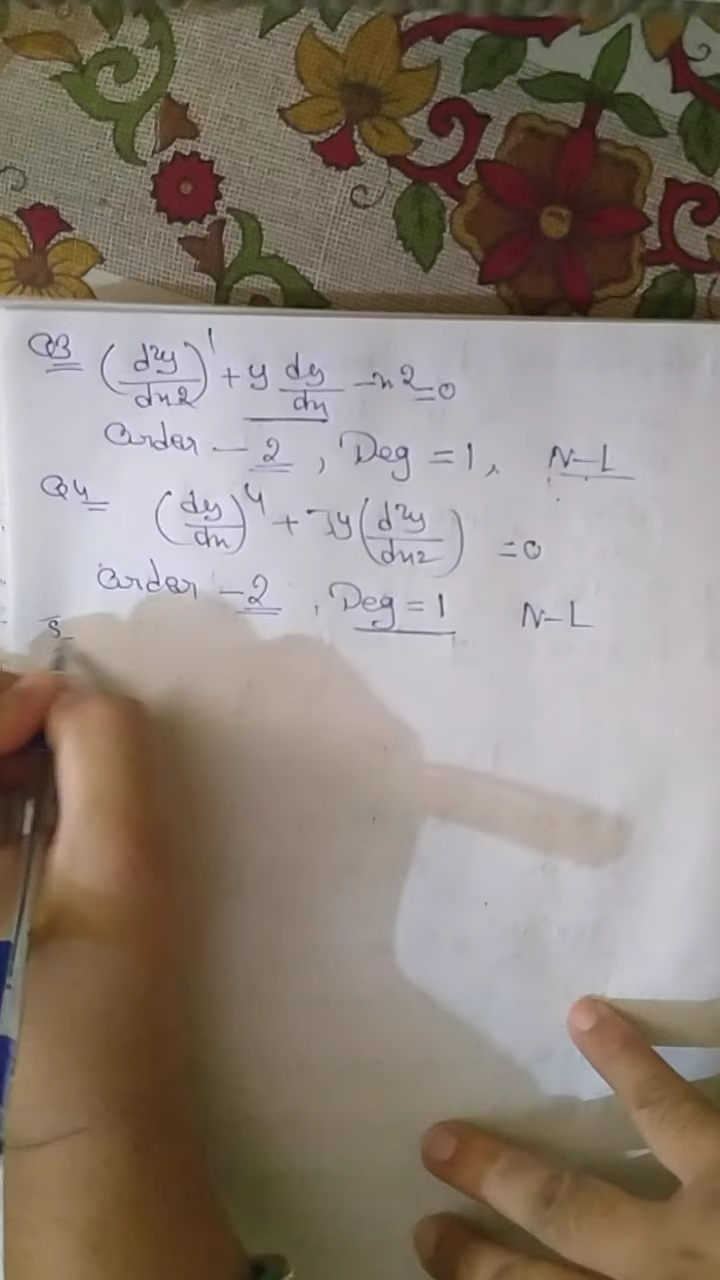 Q3 (d²y/dx2)¹ + y dy/dx - x2 = 0
Order - 2, Deg = 1, N-L
Q4 (dy/dx)⁴ + 3y(d²y/dx2) = 0
Order - 2, Deg = 1 N-L